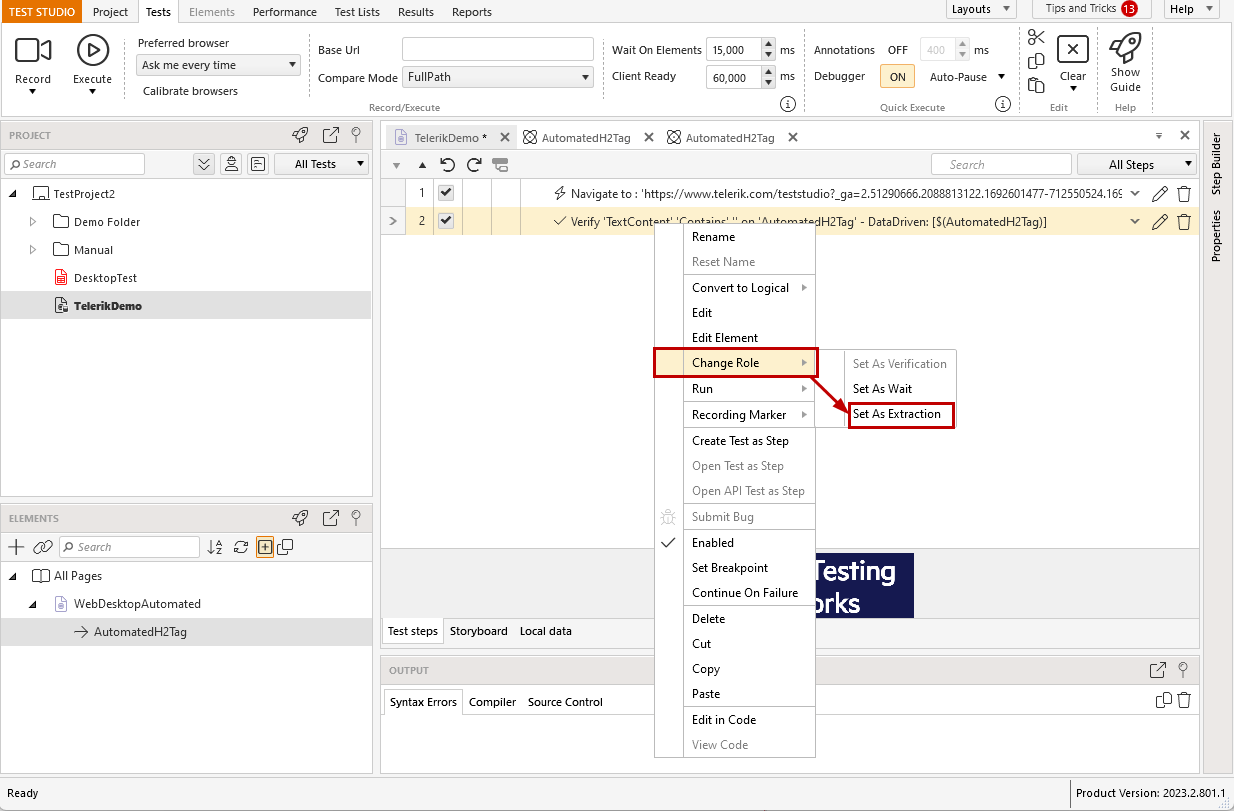 TEST STUDIO
Project
Tests
Elements
Performance
Test Lists
Results
Reports
Layouts
Tips and Tricks 13
Help
Record
Execute
Preferred browser
Ask me every time
Calibrate browsers
Base Url
Compare Mode FullPath
Record/Execute
Wait On Elements 15,000 ms
Client Ready 60,000 ms
Annotations OFF 400 ms
Debugger ON Auto-Pause
Quick Execute
Clear
Edit
Show
Guide
Help
PROJECT
Search
All Tests
TestProject2
Demo Folder
Manual
DesktopTest
TelerikDemo
ELEMENTS
Search
All Pages
WebDesktopAutomated
AutomatedH2Tag
TelerikDemo *
AutomatedH2Tag
AutomatedH2Tag
Search
All Steps
1 Navigate to : 'https://www.telerik.com/teststudio?_ga=2.51290666.2088813122.1692601477-712550524.169
2 Verify 'TextContent' 'Contains' '' on 'AutomatedH2Tag' - DataDriven: [$(AutomatedH2Tag)]
Rename
Reset Name
Convert to Logical
Edit
Edit Element
Change Role
Run
Recording Marker
Create Test as Step
Open Test as Step
Open API Test as Step
Submit Bug
Enabled
Set Breakpoint
Continue On Failure
Delete
Cut
Copy
Paste
Edit in Code
View Code
Set As Verification
Set As Wait
Set As Extraction
Testing
orks
Test steps
Storyboard
Local data
OUTPUT
Syntax Errors
Compiler
Source Control
Step Builder
Properties
Ready
Product Version: 2023.2.801.1